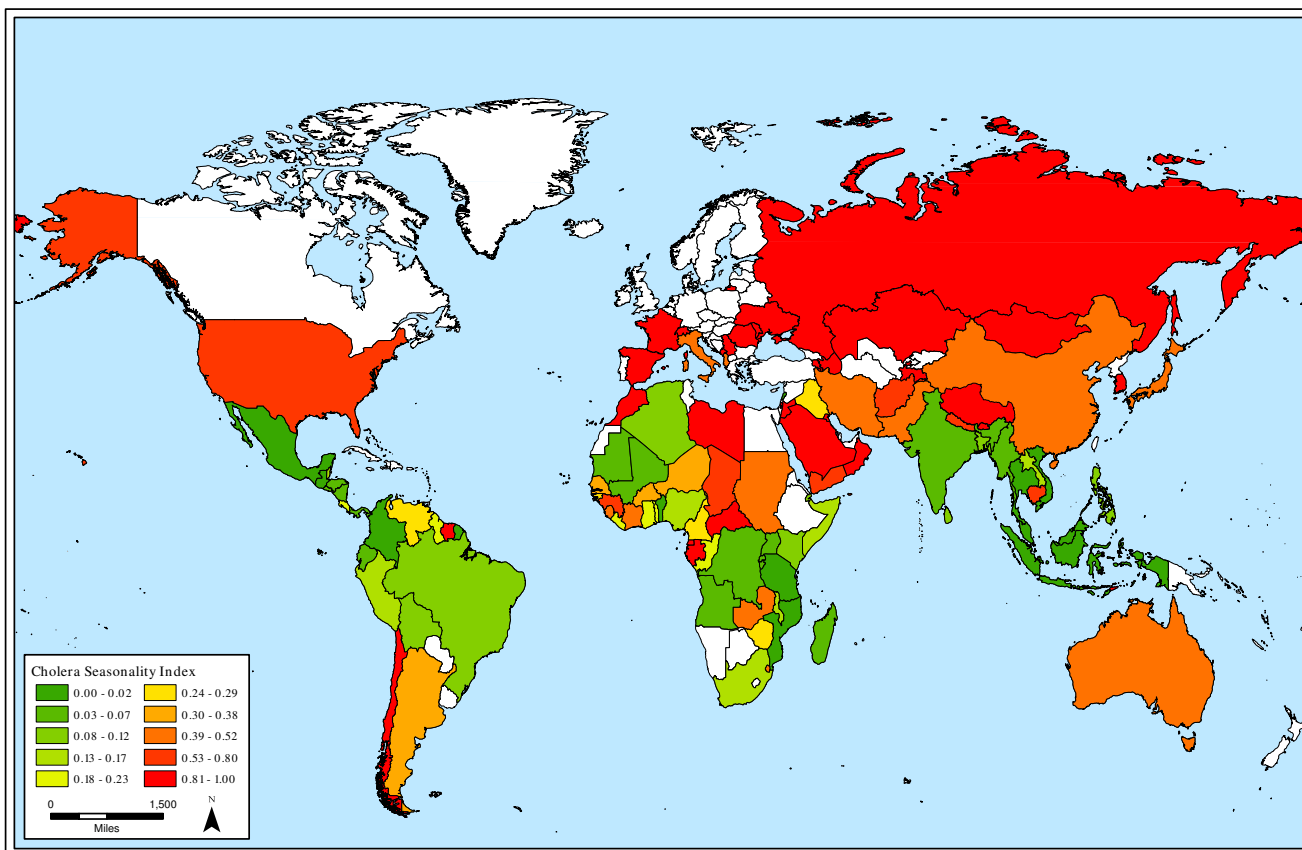 Cholera Seasonality Index
0.00 - 0.02 0.24 - 0.29
0.03 - 0.07 0.30 - 0.38
0.08 - 0.12 0.39 - 0.52
0.13 - 0.17 0.53 - 0.80
0.18 - 0.23 0.81 - 1.00
0 1,500 N
Miles